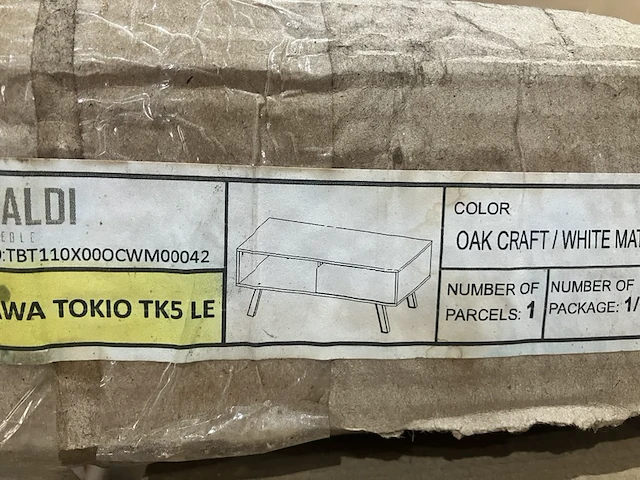 ALDI
EBLE
:TBT110X00OCWM00042
AWA TOKIO TK5 LE
COLOR
OAK CRAFT / WHITE MAT
NUMBER OF
PARCELS: 1
NUMBER OF
PACKAGE: 1/